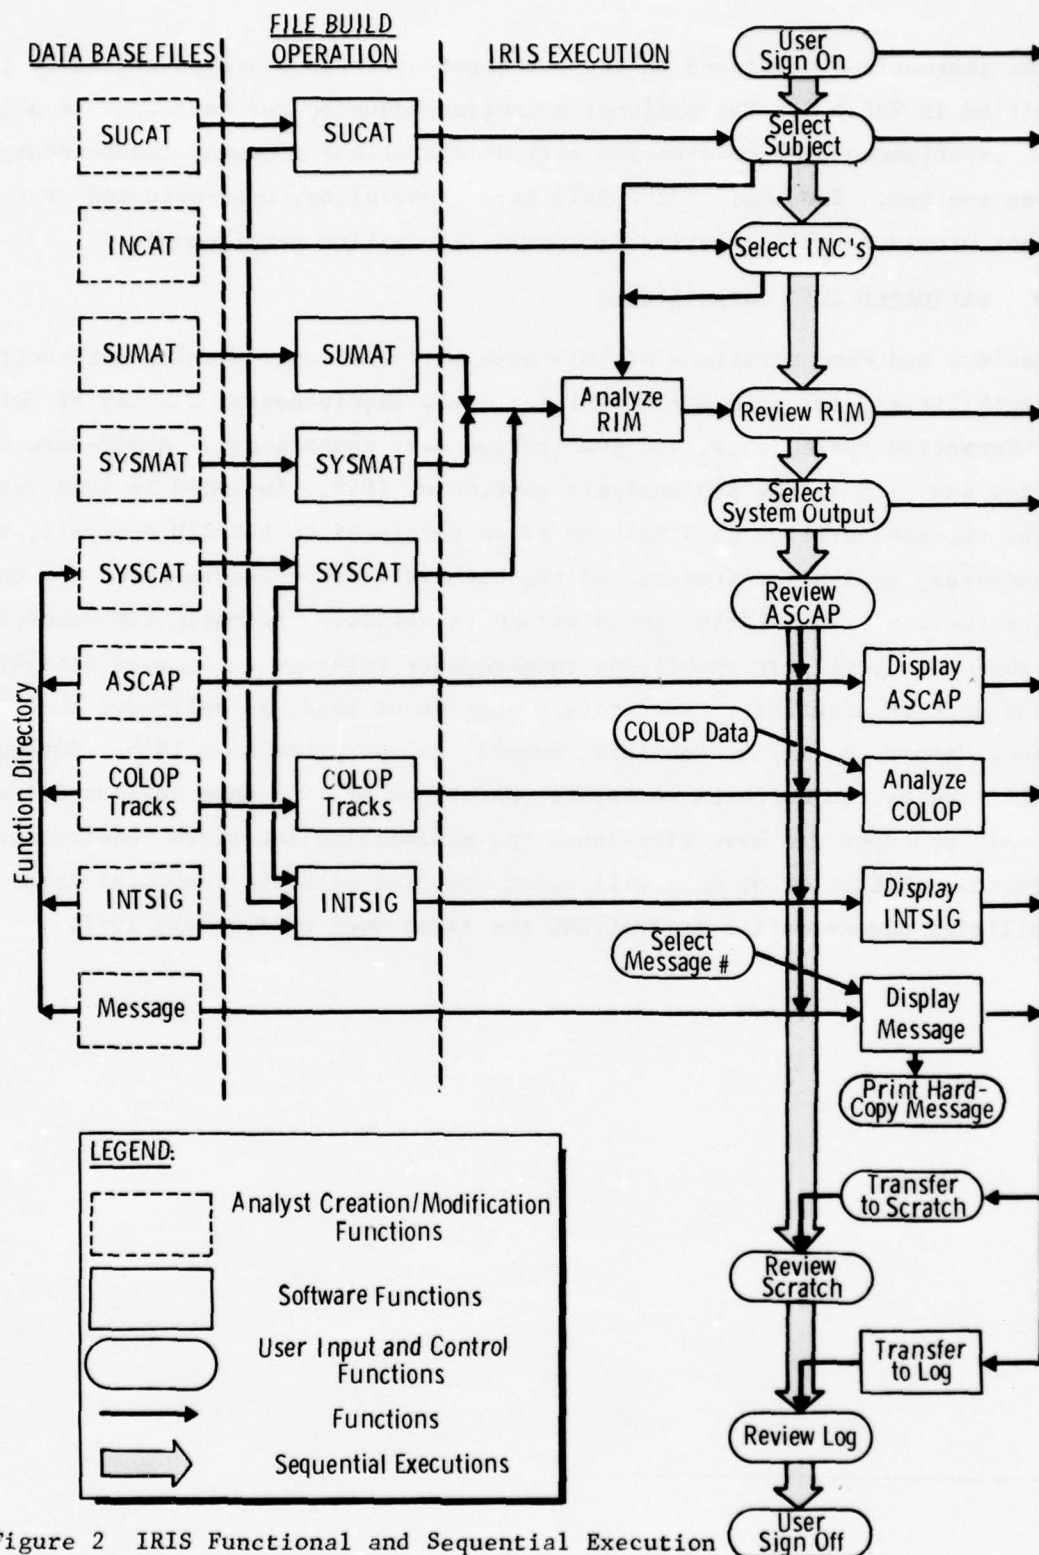 DATA BASE FILES
FILE BUILD
OPERATION
IRIS EXECUTION
User
Sign On
SUCAT
SUCAT
Select
Subject
INCAT
Select INC's
SUMAT
SUMAT
Analyze
RIM
Review RIM
SYSMAT
SYSMAT
Select
System Output
SYSCAT
SYSCAT
Review
ASCAP
Function Directory
ASCAP
Display
ASCAP
COLOP Data
COLOP
Tracks
COLOP
Tracks
Analyze
COLOP
INTSIG
INTSIG
Display
INTSIG
Select
Message #
Message
Display
Message
Print Hard-
Copy Message
LEGEND:
Analyst Creation/Modification
Functions
Software Functions
User Input and Control
Functions
Functions
Sequential Executions
Transfer
to Scratch
Review
Scratch
Transfer
to Log
Review Log
User
Sign Off
Figure 2 IRIS Functional and Sequential Execution